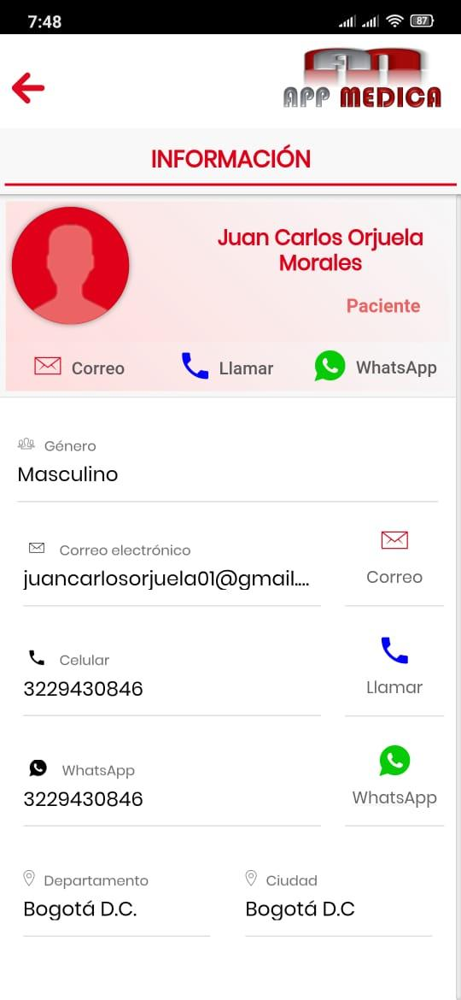 7:48
87
APP MEDICA
INFORMACIÓN
Juan Carlos Orjuela
Morales
Paciente
Correo Llamar WhatsApp
Género
Masculino
Correo electrónico
juancarlosorjuela01@gmail....
Correo
Celular
3229430846
Llamar
WhatsApp
3229430846
WhatsApp
Departamento Ciudad
Bogotá D.C. Bogotá D.C